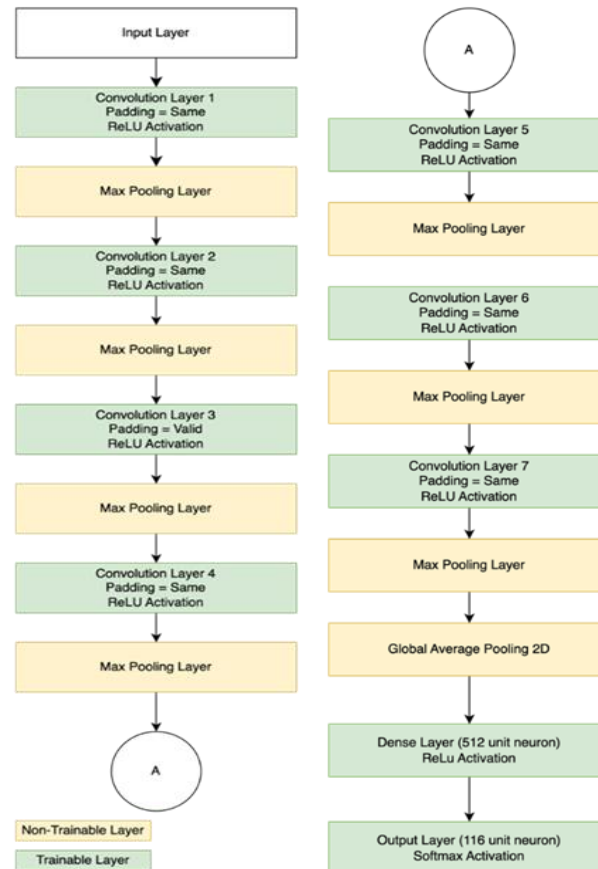 Input Layer
Convolution Layer 1
Padding = Same
ReLU Activation
Max Pooling Layer
Convolution Layer 2
Padding = Same
ReLU Activation
Max Pooling Layer
Convolution Layer 3
Padding = Valid
ReLU Activation
Max Pooling Layer
Convolution Layer 4
Padding = Same
ReLU Activation
Max Pooling Layer
A
Non-Trainable Layer
Trainable Layer
A
Convolution Layer 5
Padding = Same
ReLU Activation
Max Pooling Layer
Convolution Layer 6
Padding = Same
ReLU Activation
Max Pooling Layer
Convolution Layer 7
Padding = Same
ReLU Activation
Max Pooling Layer
Global Average Pooling 2D
Dense Layer (512 unit neuron)
ReLu Activation
Output Layer (116 unit neuron)
Softmax Activation